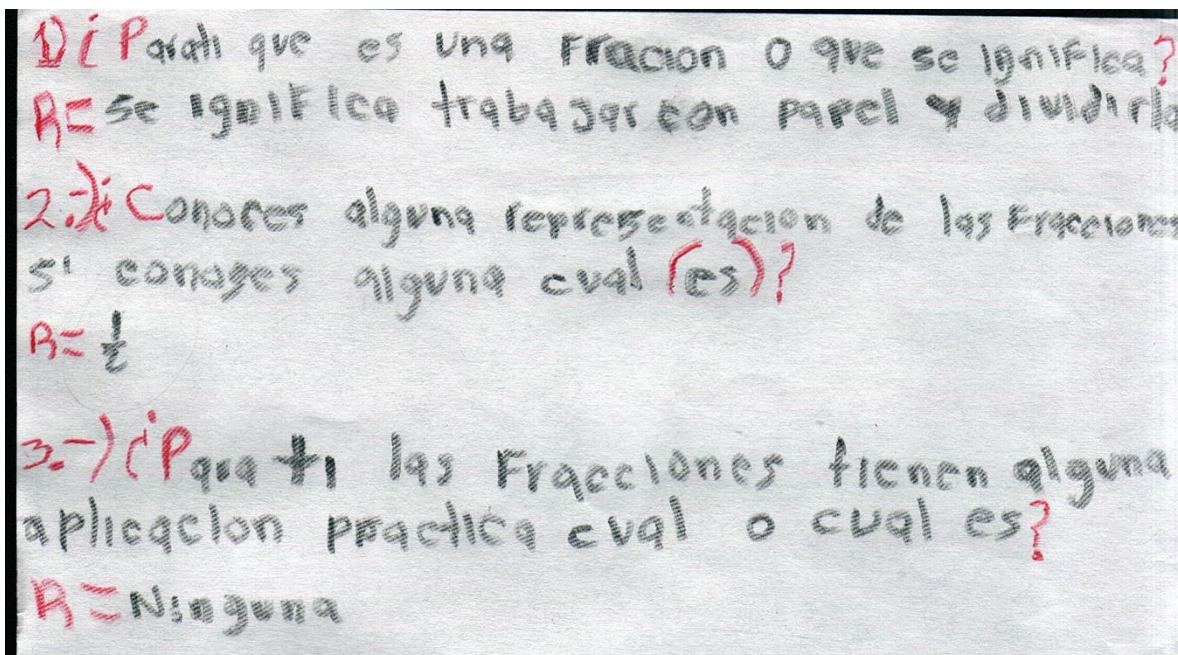 1) ¿Parati que es una Fracion o que se ignifica?
R= se ignifica trabajar con papel y dividirlo
2.-) ¿Conoces alguna representacion de las Fracciones
si conoges alguna cual (es)?
R= 1/2
3.-) ¿Para ti las Fracciones tienen alguna
aplicacion practica cual o cual es?
R= Ninguna